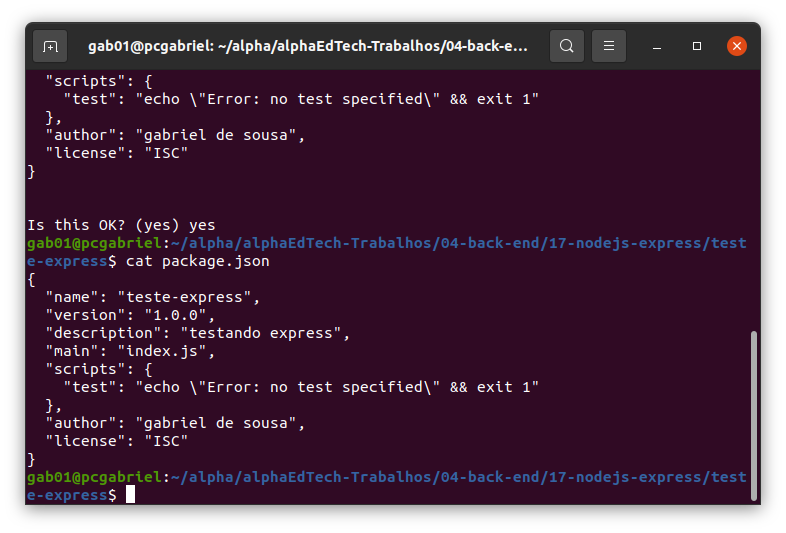 gab01@pcgabriel: ~/alpha/alphaEdTech-Trabalhos/04-back-e...
  "scripts": {
    "test": "echo \"Error: no test specified\" && exit 1"
  },
  "author": "gabriel de sousa",
  "license": "ISC"
}
Is this OK? (yes) yes
gab01@pcgabriel:~/alpha/alphaEdTech-Trabalhos/04-back-end/17-nodejs-express/test
e-express$ cat package.json
{
  "name": "teste-express",
  "version": "1.0.0",
  "description": "testando express",
  "main": "index.js",
  "scripts": {
    "test": "echo \"Error: no test specified\" && exit 1"
  },
  "author": "gabriel de sousa",
  "license": "ISC"
}
gab01@pcgabriel:~/alpha/alphaEdTech-Trabalhos/04-back-end/17-nodejs-express/test
e-express$